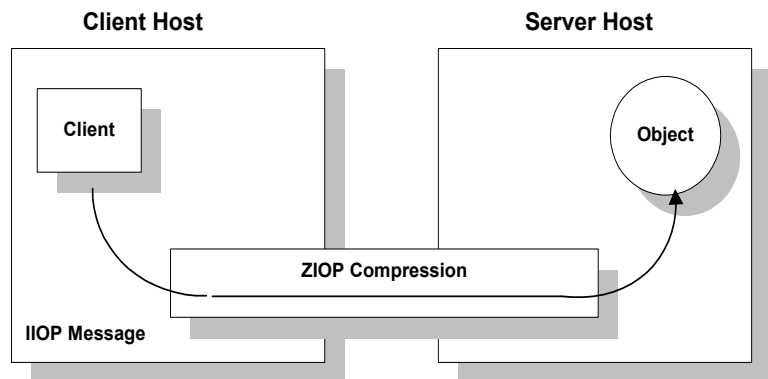 Client Host
Server Host
Client
Object
ZIOP Compression
IIOP Message